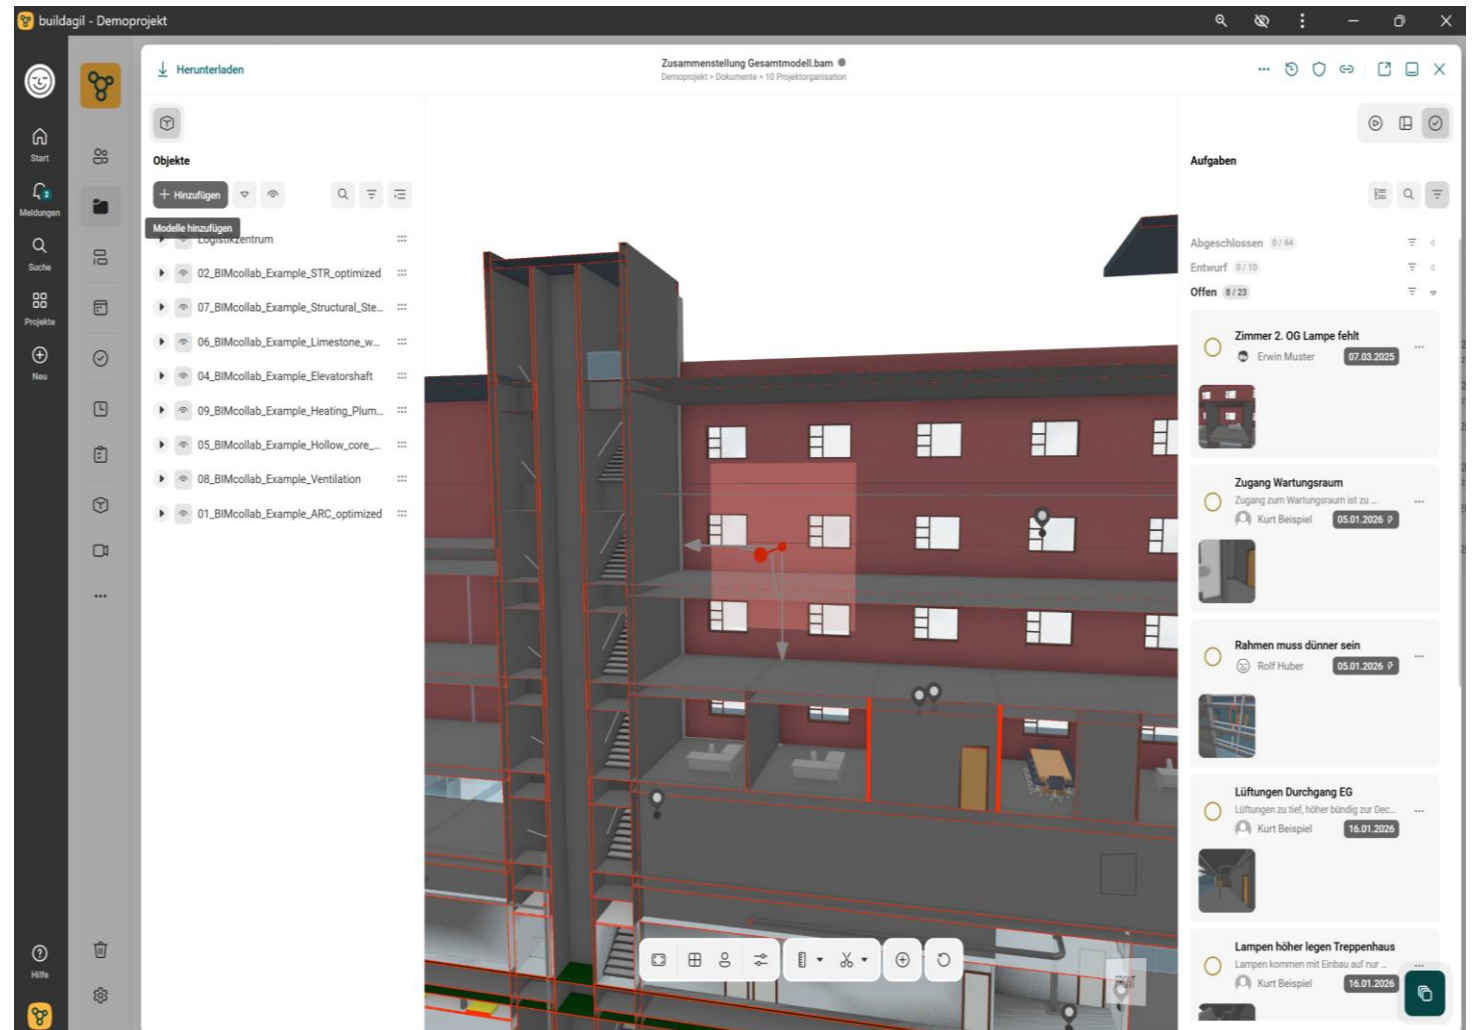 buildagil - Demoprojekt
Start
2
Meldungen
Suche
Projekte
Neu
Hilfe
Herunterladen
Zusammenstellung Gesamtmodell.bam
Demoprojekt > Dokumente > 10 Projektorganisation
Objekte
+ Hinzufügen
Modelle hinzufügen
Logistikzentrum
02_BIMcollab_Example_STR_optimized
07_BIMcollab_Example_Structural_Ste...
06_BIMcollab_Example_Limestone_w...
04_BIMcollab_Example_Elevatorshaft
09_BIMcollab_Example_Heating_Plum...
05_BIMcollab_Example_Hollow_core_...
08_BIMcollab_Example_Ventilation
01_BIMcollab_Example_ARC_optimized
FRONT
Aufgaben
Abgeschlossen 0/44
Entwurf 0/10
Offen 8/23
Zimmer 2. OG Lampe fehlt
Erwin Muster 07.03.2025
Zugang Wartungsraum
Zugang zum Wartungsraum ist zu ...
Kurt Beispiel 05.01.2026
Rahmen muss dünner sein
Rolf Huber 05.01.2026
Lüftungen Durchgang EG
Lüftungen zu tief, höher bündig zur Dec...
Kurt Beispiel 16.01.2026
Lampen höher legen Treppenhaus
Lampen kommen mit Einbau auf nur ...
Kurt Beispiel 16.01.2026